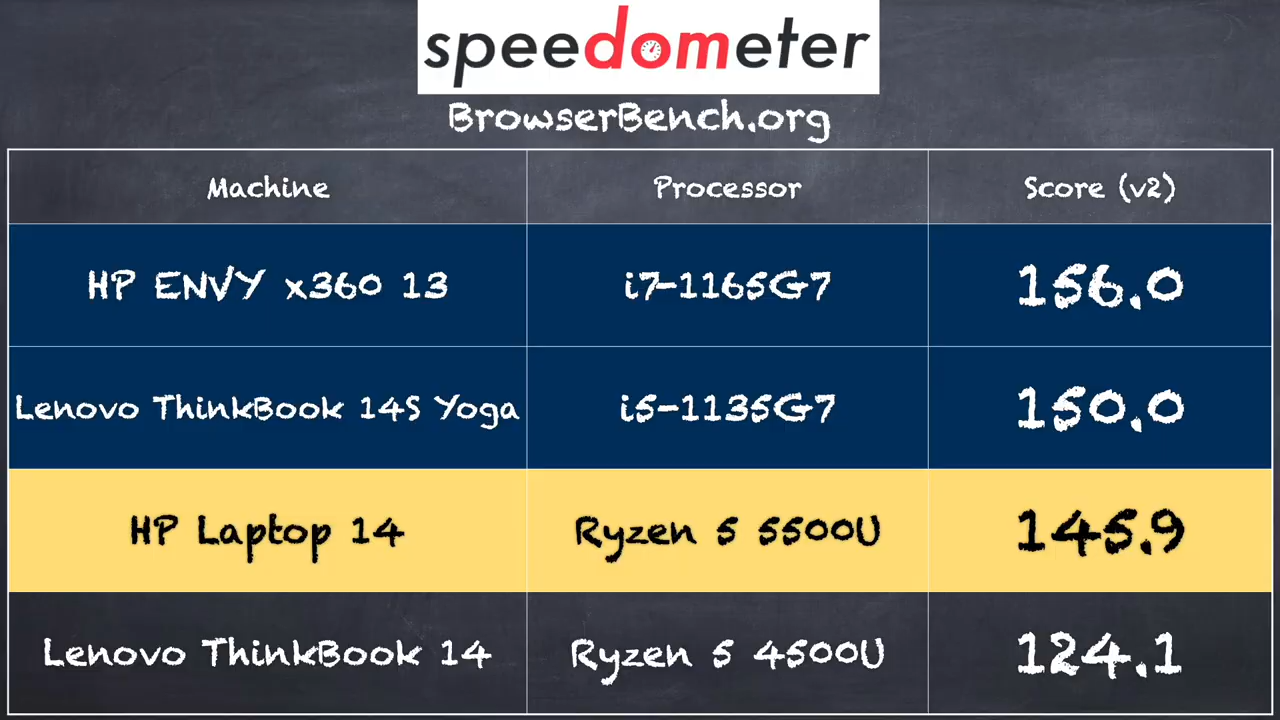 speedometer
BrowserBench.org
Machine Processor Score (v2)
HP ENVY x360 13 i7-1165G7 156.0
Lenovo ThinkBook 14S Yoga i5-1135G7 150.0
HP Laptop 14 Ryzen 5 5500U 145.9
Lenovo ThinkBook 14 Ryzen 5 4500U 124.1